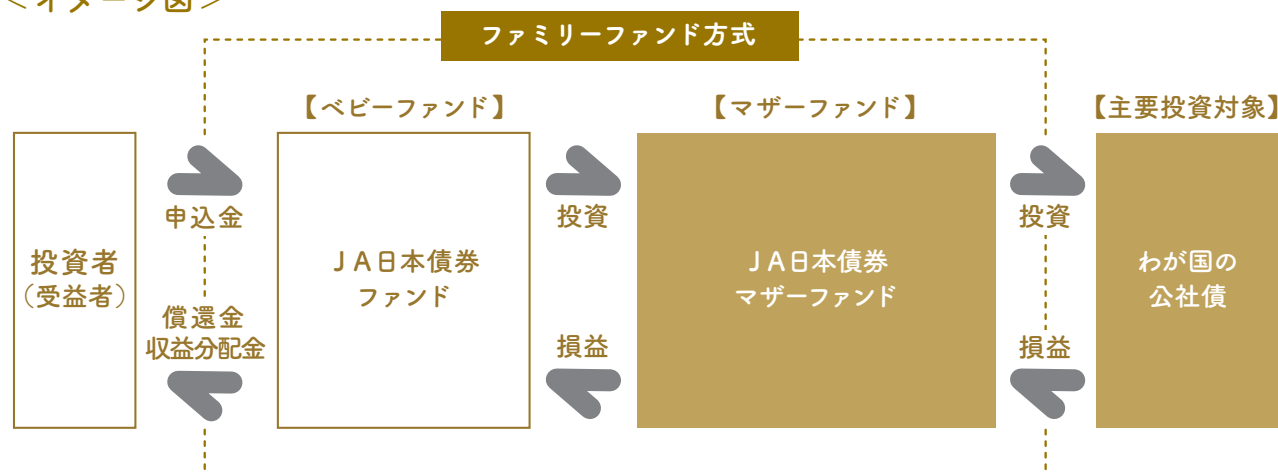 ＜イメージ図＞
ファミリーファンド方式
【ベビーファンド】
【マザーファンド】
【主要投資対象】
投資者
（受益者）
申込金
償還金
収益分配金
ＪＡ日本債券
ファンド
投資
損益
ＪＡ日本債券
マザーファンド
投資
損益
わが国の
公社債